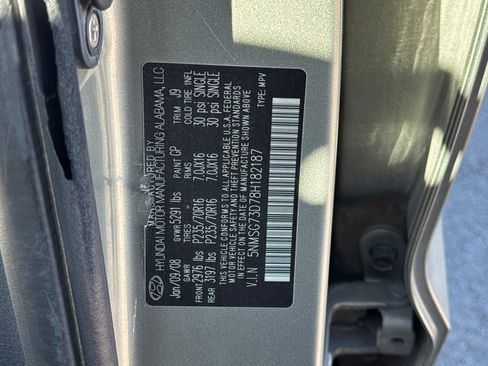 MANUFACTURED BY
HYUNDAI MOTOR MANUFACTURING ALABAMA, LLC
Jan/09/08 GVWR 5291 lbs PAINT GP TRIM J9
GAWR TIRES RIMS COLD TIRE INFL
FRONT 2976 lbs P235/70R16 7.0JX16 30 psi SINGLE
REAR 3197 lbs P235/70R16 7.0JX16 30 psi SINGLE
THIS VEHICLE CONFORMS TO ALL APPLICABLE U.S.A. FEDERAL
MOTOR VEHICLE SAFETY AND THEFT PREVENTION STANDARDS
IN EFFECT ON THE DATE OF MANUFACTURE SHOWN ABOVE
V.I.N 5NMSG73D78H182187 TYPE: MPV